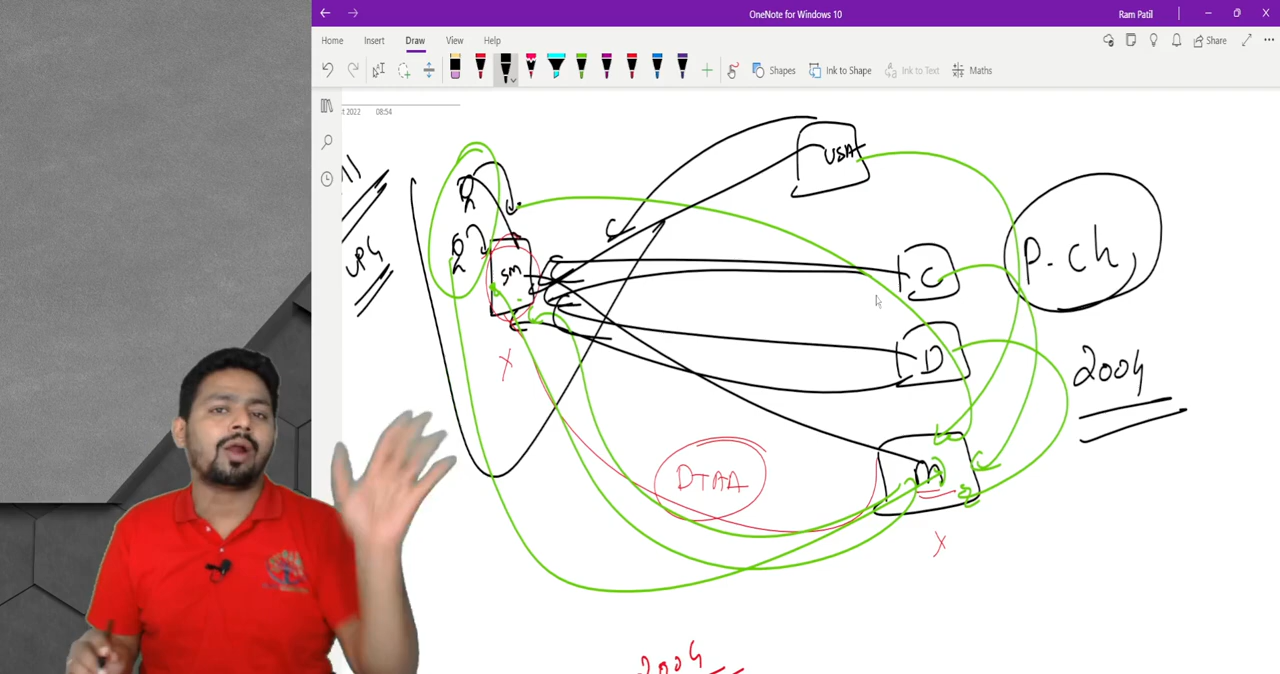 OneNote for Windows 10
Ram Patil
Home Insert Draw View Help
Share
Shapes
Ink to Shape
Ink to Text
Maths
2022 08:54
USA
SM
C
P. Ch,
D
2004
X
DTAA
M
X
2004